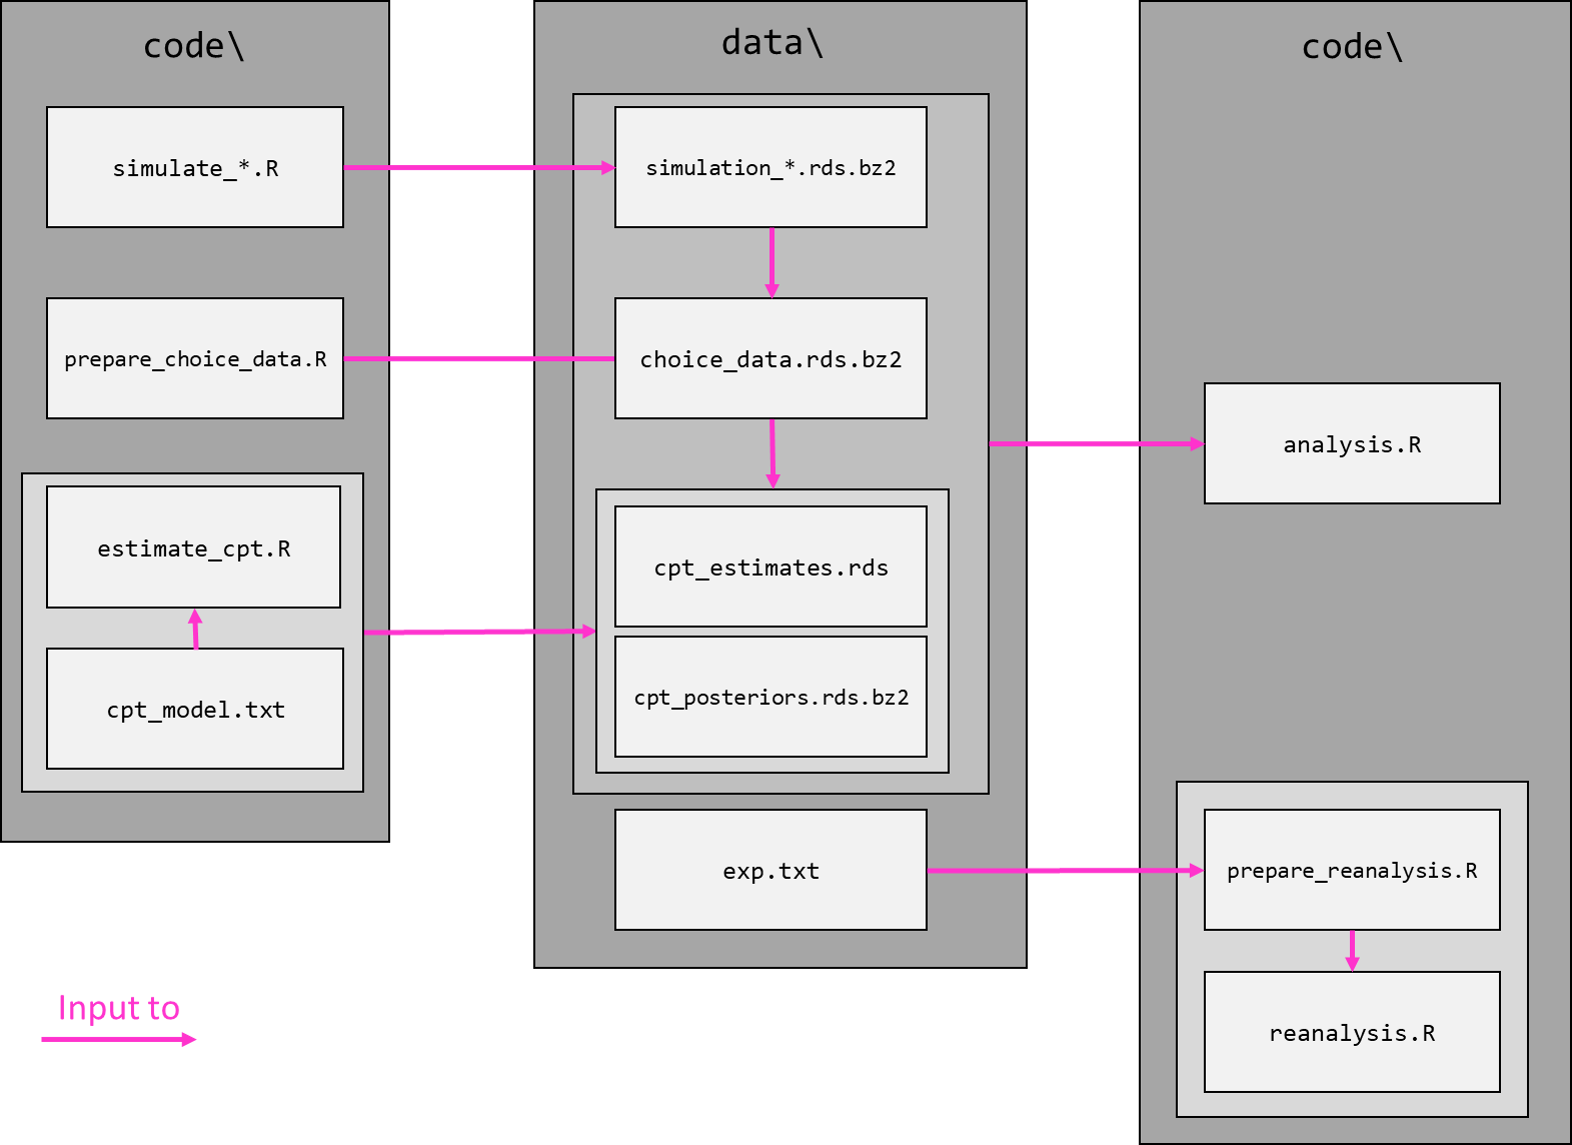 code\
simulate_*.R
prepare_choice_data.R
estimate_cpt.R
cpt_model.txt
data\
simulation_*.rds.bz2
choice_data.rds.bz2
cpt_estimates.rds
cpt_posteriors.rds.bz2
exp.txt
code\
analysis.R
prepare_reanalysis.R
reanalysis.R
Input to